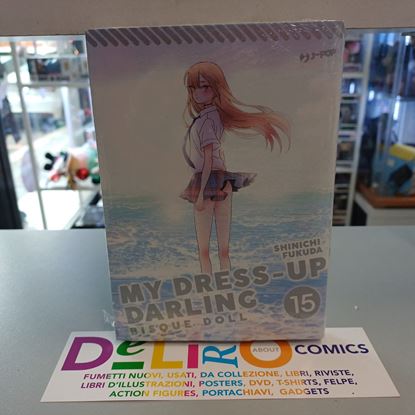 J-POP
SHINICHI
FUKUDA
MY DRESS-UP
DARLING
BISQUE DOLL
15
DeLiRiO ABOUT COMICS
FUMETTI NUOVI, USATI, DA COLLEZIONE, LIBRI, RIVISTE,
LIBRI D'ILLUSTRAZIONI, POSTERS, DVD, T-SHIRTS, FELPE,
ACTION FIGURES, PORTACHIAVI, GADGETS